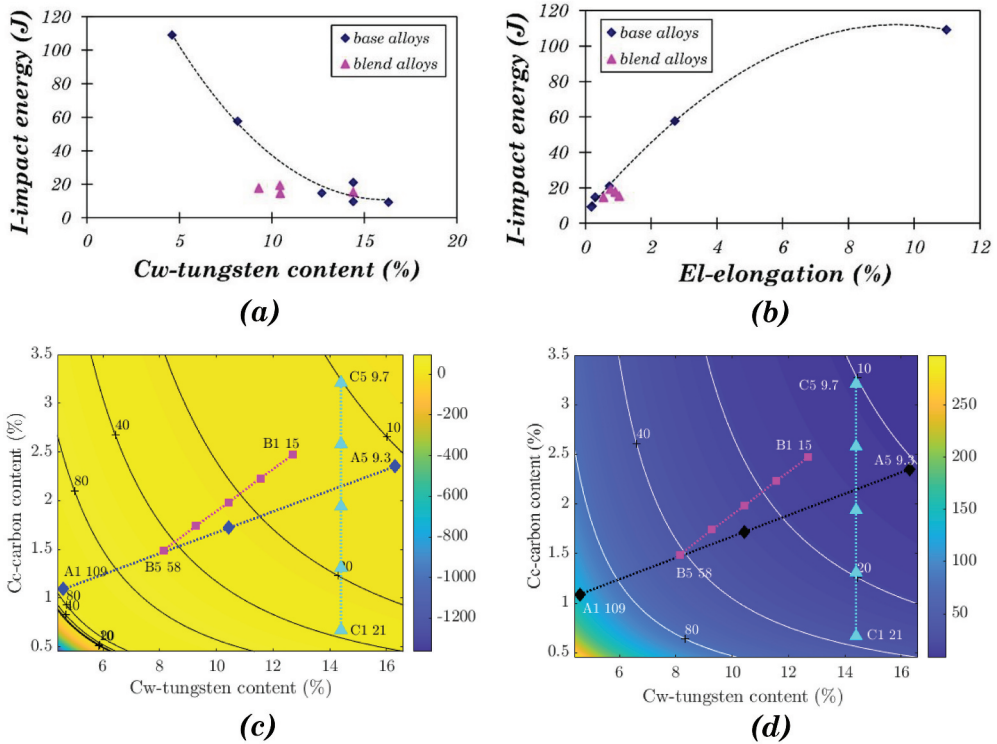 (a)
I-impact energy (J)
120
100
80
60
40
20
0
base alloys
blend alloys
0
5
10
15
20
Cw-tungsten content (%)
(a)
(b)
I-impact energy (J)
120
100
80
60
40
20
0
base alloys
blend alloys
0
2
4
6
8
10
12
El-elongation (%)
(b)
Cc-carbon content (%)
3.5
3
2.5
2
1.5
1
0.5
80
40
10
20
80
40
20
C5 9.7
B1 15
A5 9.3
A1 109
B5 58
C1 21
6
8
10
12
14
16
Cw-tungsten content (%)
0
-200
-400
-600
-800
-1000
-1200
(c)
Cc-carbon content (%)
3.5
3
2.5
2
1.5
1
0.5
40
10
20
80
C5 9.7
B1 15
A5 9.3
A1 109
B5 58
C1 21
6
8
10
12
14
16
Cw-tungsten content (%)
250
200
150
100
50
(d)